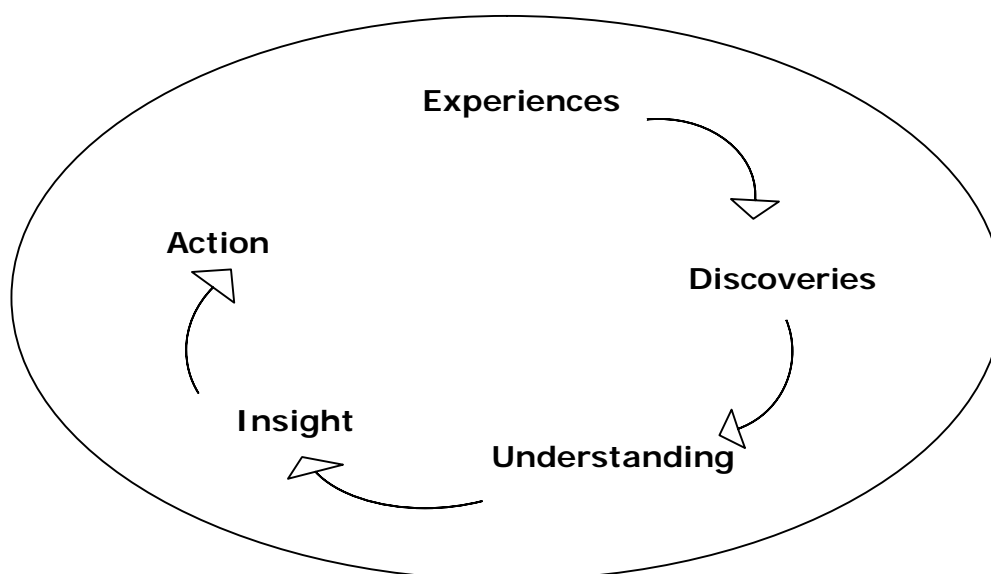 Experiences
Discoveries
Understanding
Insight
Action